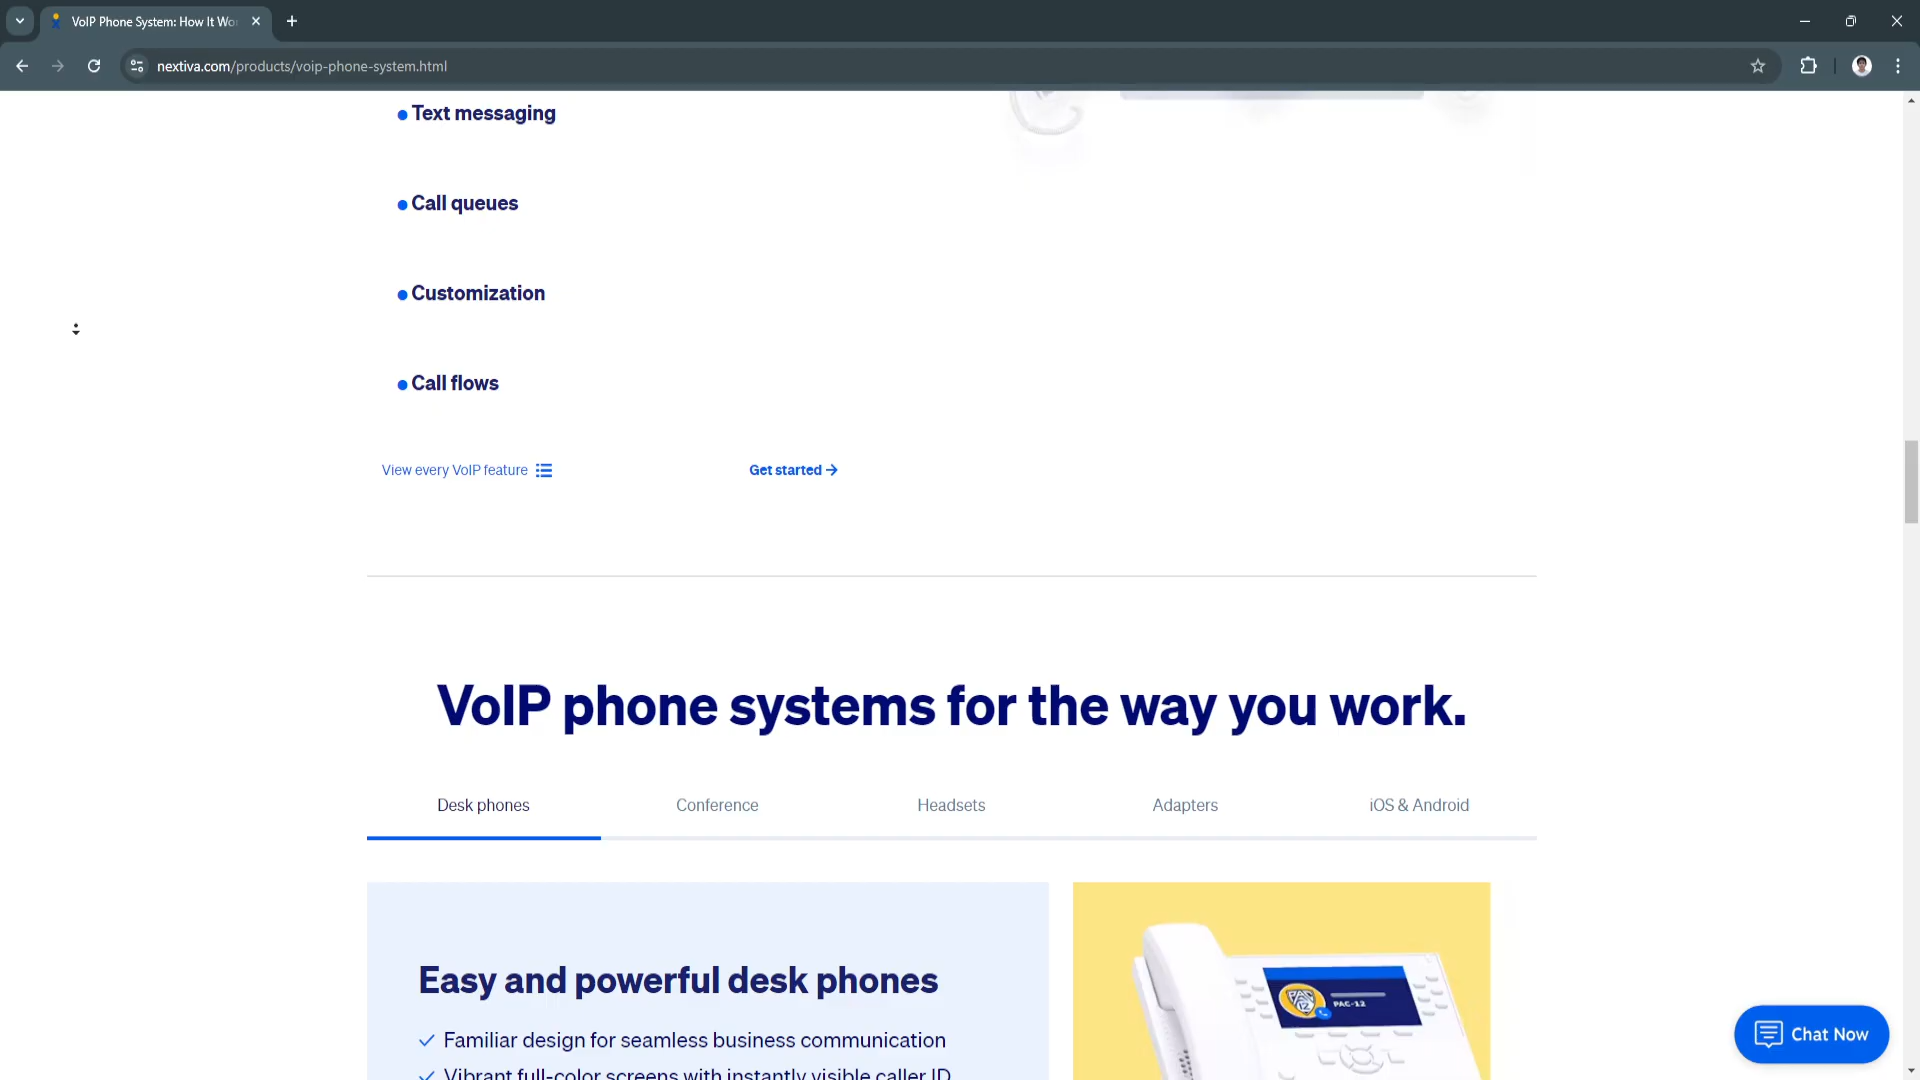 VoIP Phone System: How It Wo
nextiva.com/products/voip-phone-system.html
Text messaging
Call queues
Customization
Call flows
View every VoIP feature
Get started →
VoIP phone systems for the way you work.
Desk phones
Conference
Headsets
Adapters
iOS & Android
Easy and powerful desk phones
PAC 12
PAC-12
Familiar design for seamless business communication
Vibrant full-color screens with instantly visible caller ID
Chat Now